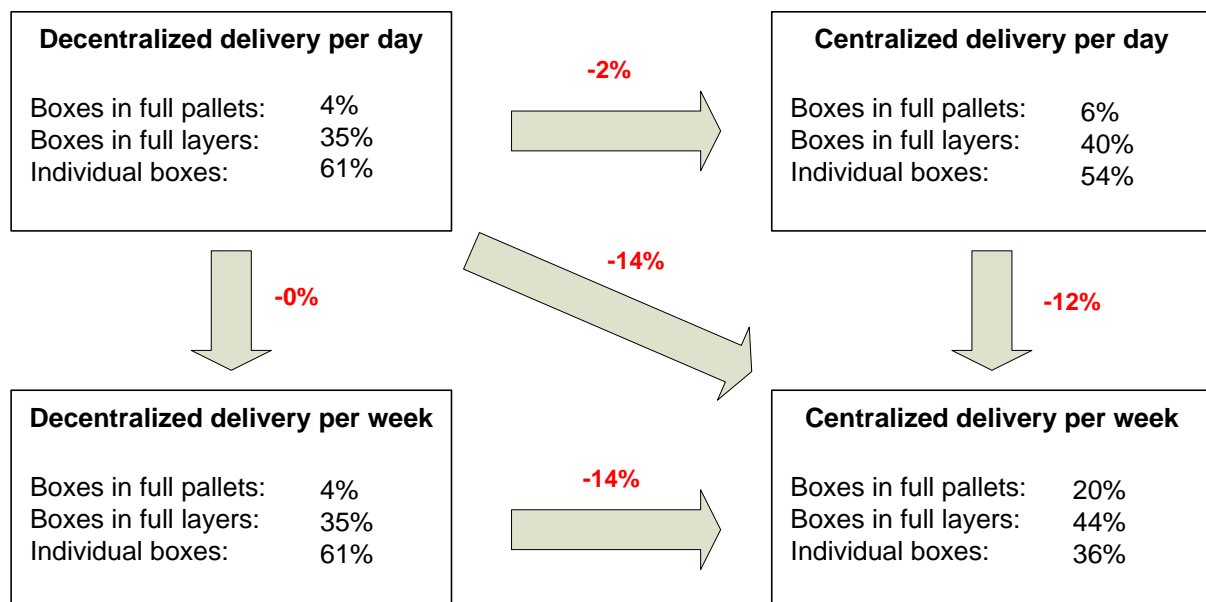 Decentralized delivery per day
Boxes in full pallets: 4%
Boxes in full layers: 35%
Individual boxes: 61%
-2%
Centralized delivery per day
Boxes in full pallets: 6%
Boxes in full layers: 40%
Individual boxes: 54%
-0%
-14%
-12%
Decentralized delivery per week
Boxes in full pallets: 4%
Boxes in full layers: 35%
Individual boxes: 61%
-14%
Centralized delivery per week
Boxes in full pallets: 20%
Boxes in full layers: 44%
Individual boxes: 36%